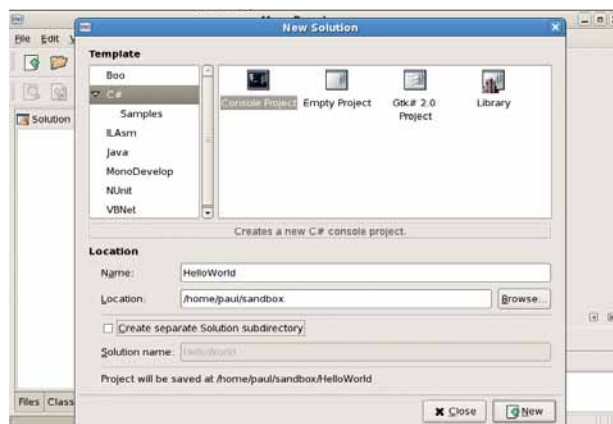 New Solution
File Edit
Template
Boo
C#
Samples
ILAsm
Java
MonoDevelop
NUnit
VBNet
Console Project
Empty Project
Gtk# 2.0 Project
Library
Solution
Creates a new C# console project.
Location
Name: HelloWorld
Location: /home/paul/sandbox Browse...
Create separate Solution subdirectory
Solution name: HelloWorld
Project will be saved at /home/paul/sandbox/HelloWorld
Files Class
Close New